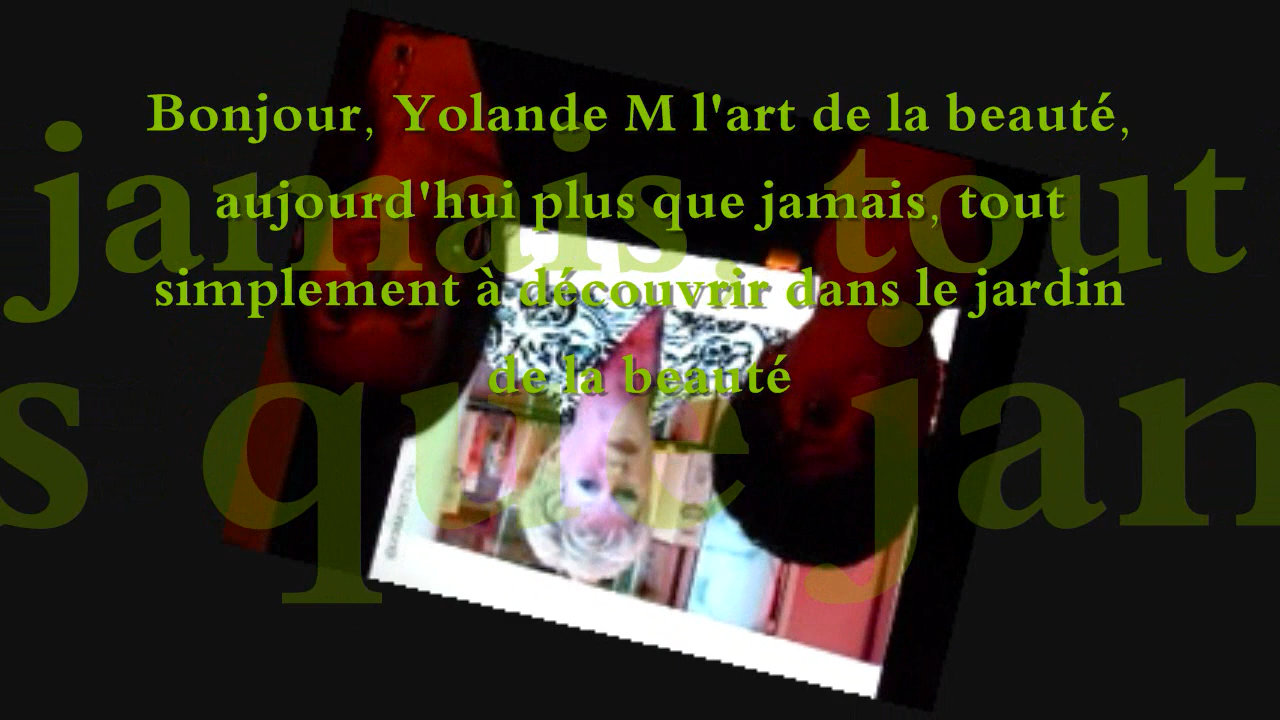 Bonjour, Yolande M l'art de la beauté,
aujourd'hui plus que jamais, tout
simplement à découvrir dans le jardin
de la beauté
jamais, tout
s que jam